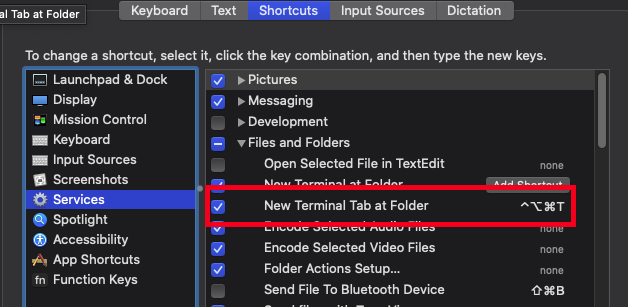 al Tab at Folder
Keyboard Text Shortcuts Input Sources Dictation
To change a shortcut, select it, click the key combination, and then type the new keys.
Launchpad & Dock
Display
Mission Control
Keyboard
Input Sources
Screenshots
Services
Spotlight
Accessibility
App Shortcuts
fn Function Keys
Pictures
Messaging
Development
Files and Folders
Open Selected File in TextEdit none
New Terminal at Folder Add Shortcut
New Terminal Tab at Folder ^⌥⌘T
Encode Selected Audio Files none
Encode Selected Video Files none
Folder Actions Setup... none
Send File To Bluetooth Device ⇧⌘B